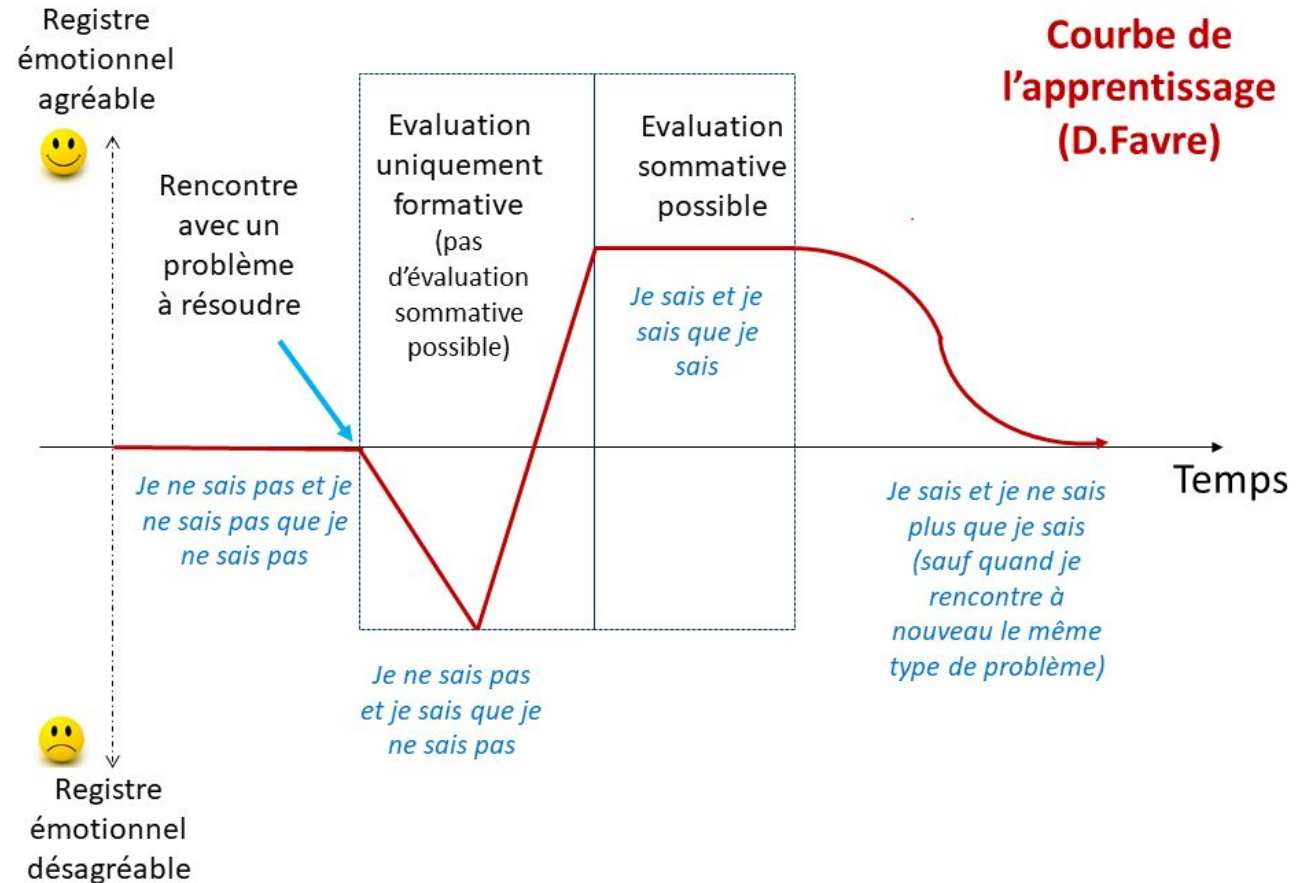 Registre
émotionnel
agréable
Courbe de
l’apprentissage
(D.Favre)
Rencontre
avec un
problème
à résoudre
Evaluation
uniquement
formative
(pas
d’évaluation
sommative
possible)
Evaluation
sommative
possible
Je sais et je
sais que je
sais
Temps
Je ne sais pas et je
ne sais pas que je
ne sais pas
Je ne sais pas
et je sais que je
ne sais pas
Je sais et je ne sais
plus que je sais
(sauf quand je
rencontre à
nouveau le même
type de problème)
Registre
émotionnel
désagréable